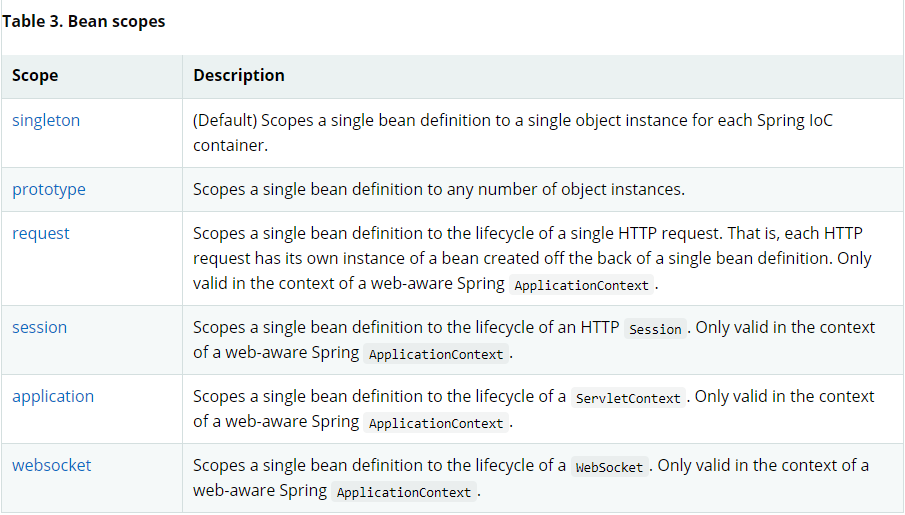 Table 3. Bean scopes
Scope Description
singleton (Default) Scopes a single bean definition to a single object instance for each Spring IoC
container.
prototype Scopes a single bean definition to any number of object instances.
request Scopes a single bean definition to the lifecycle of a single HTTP request. That is, each HTTP
request has its own instance of a bean created off the back of a single bean definition. Only
valid in the context of a web-aware Spring ApplicationContext .
session Scopes a single bean definition to the lifecycle of an HTTP Session . Only valid in the context
of a web-aware Spring ApplicationContext .
application Scopes a single bean definition to the lifecycle of a ServletContext . Only valid in the context
of a web-aware Spring ApplicationContext .
websocket Scopes a single bean definition to the lifecycle of a WebSocket . Only valid in the context of a
web-aware Spring ApplicationContext .